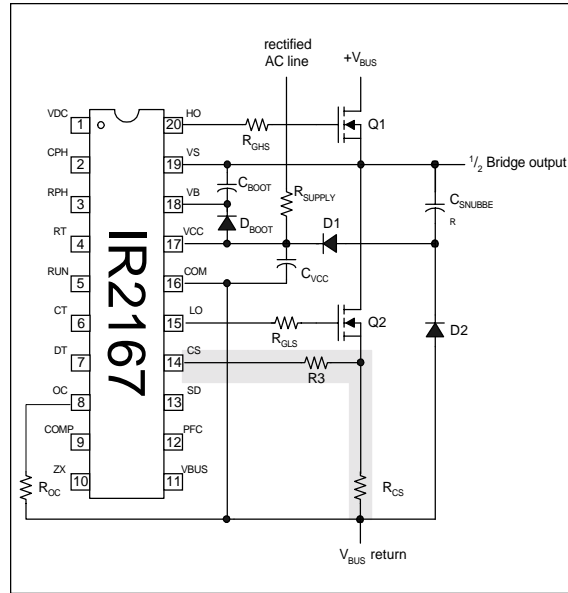 rectified
AC line
+VBUS
VDC
1
20
HO
RGHS
Q1
CPH
2
19
VS
1/2 Bridge output
RPH
3
18
VB
CBOOT
DBOOT
RSUPPLY
CSNUBBE
R
RT
4
17
VCC
D1
RUN
5
16
COM
CVCC
CT
6
15
LO
RGLS
Q2
D2
DT
7
14
CS
R3
OC
8
13
SD
COMP
9
12
PFC
ZX
10
11
VBUS
IR2167
ROC
RCS
VBUS return